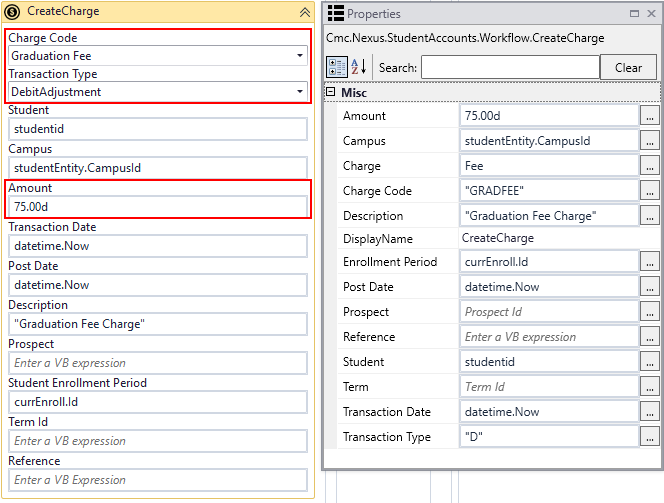 CreateCharge
Charge Code
Graduation Fee
Transaction Type
DebitAdjustment
Student
studentid
Campus
studentEntity.CampusId
Amount
75.00d
Transaction Date
datetime.Now
Post Date
datetime.Now
Description
"Graduation Fee Charge"
Prospect
Enter a VB expression
Student Enrollment Period
currEnroll.Id
Term Id
Enter a VB Expression
Reference
Enter a VB Expression
Properties
Cmc.Nexus.StudentAccounts.Workflow.CreateCharge
Search: Clear
Misc
Amount 75.00d ...
Campus studentEntity.CampusId ...
Charge Fee ...
Charge Code "GRADFEE" ...
Description "Graduation Fee Charge" ...
DisplayName CreateCharge
Enrollment Period currEnroll.Id ...
Post Date datetime.Now ...
Prospect Prospect Id ...
Reference Enter a VB expression ...
Student studentid ...
Term Term Id ...
Transaction Date datetime.Now ...
Transaction Type "D" ...